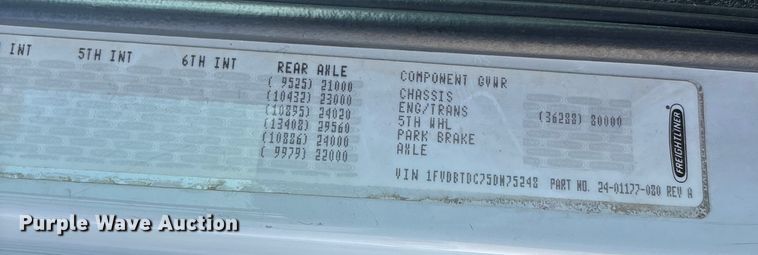 INT 5TH INT 6TH INT REAR AXLE COMPONENT GVWR
( 9525) 21000 CHASSIS
(10432) 23000 ENG/TRANS
(10895) 24020 5TH WHL (36288) 80000
(13408) 29560 PARK BRAKE
(10886) 24000 AXLE
( 9979) 22000
VIN 1FVDBTDC75DN75248 PART NO. 24-01177-080 REV A
FREIGHTLINER
Purple Wave Auction